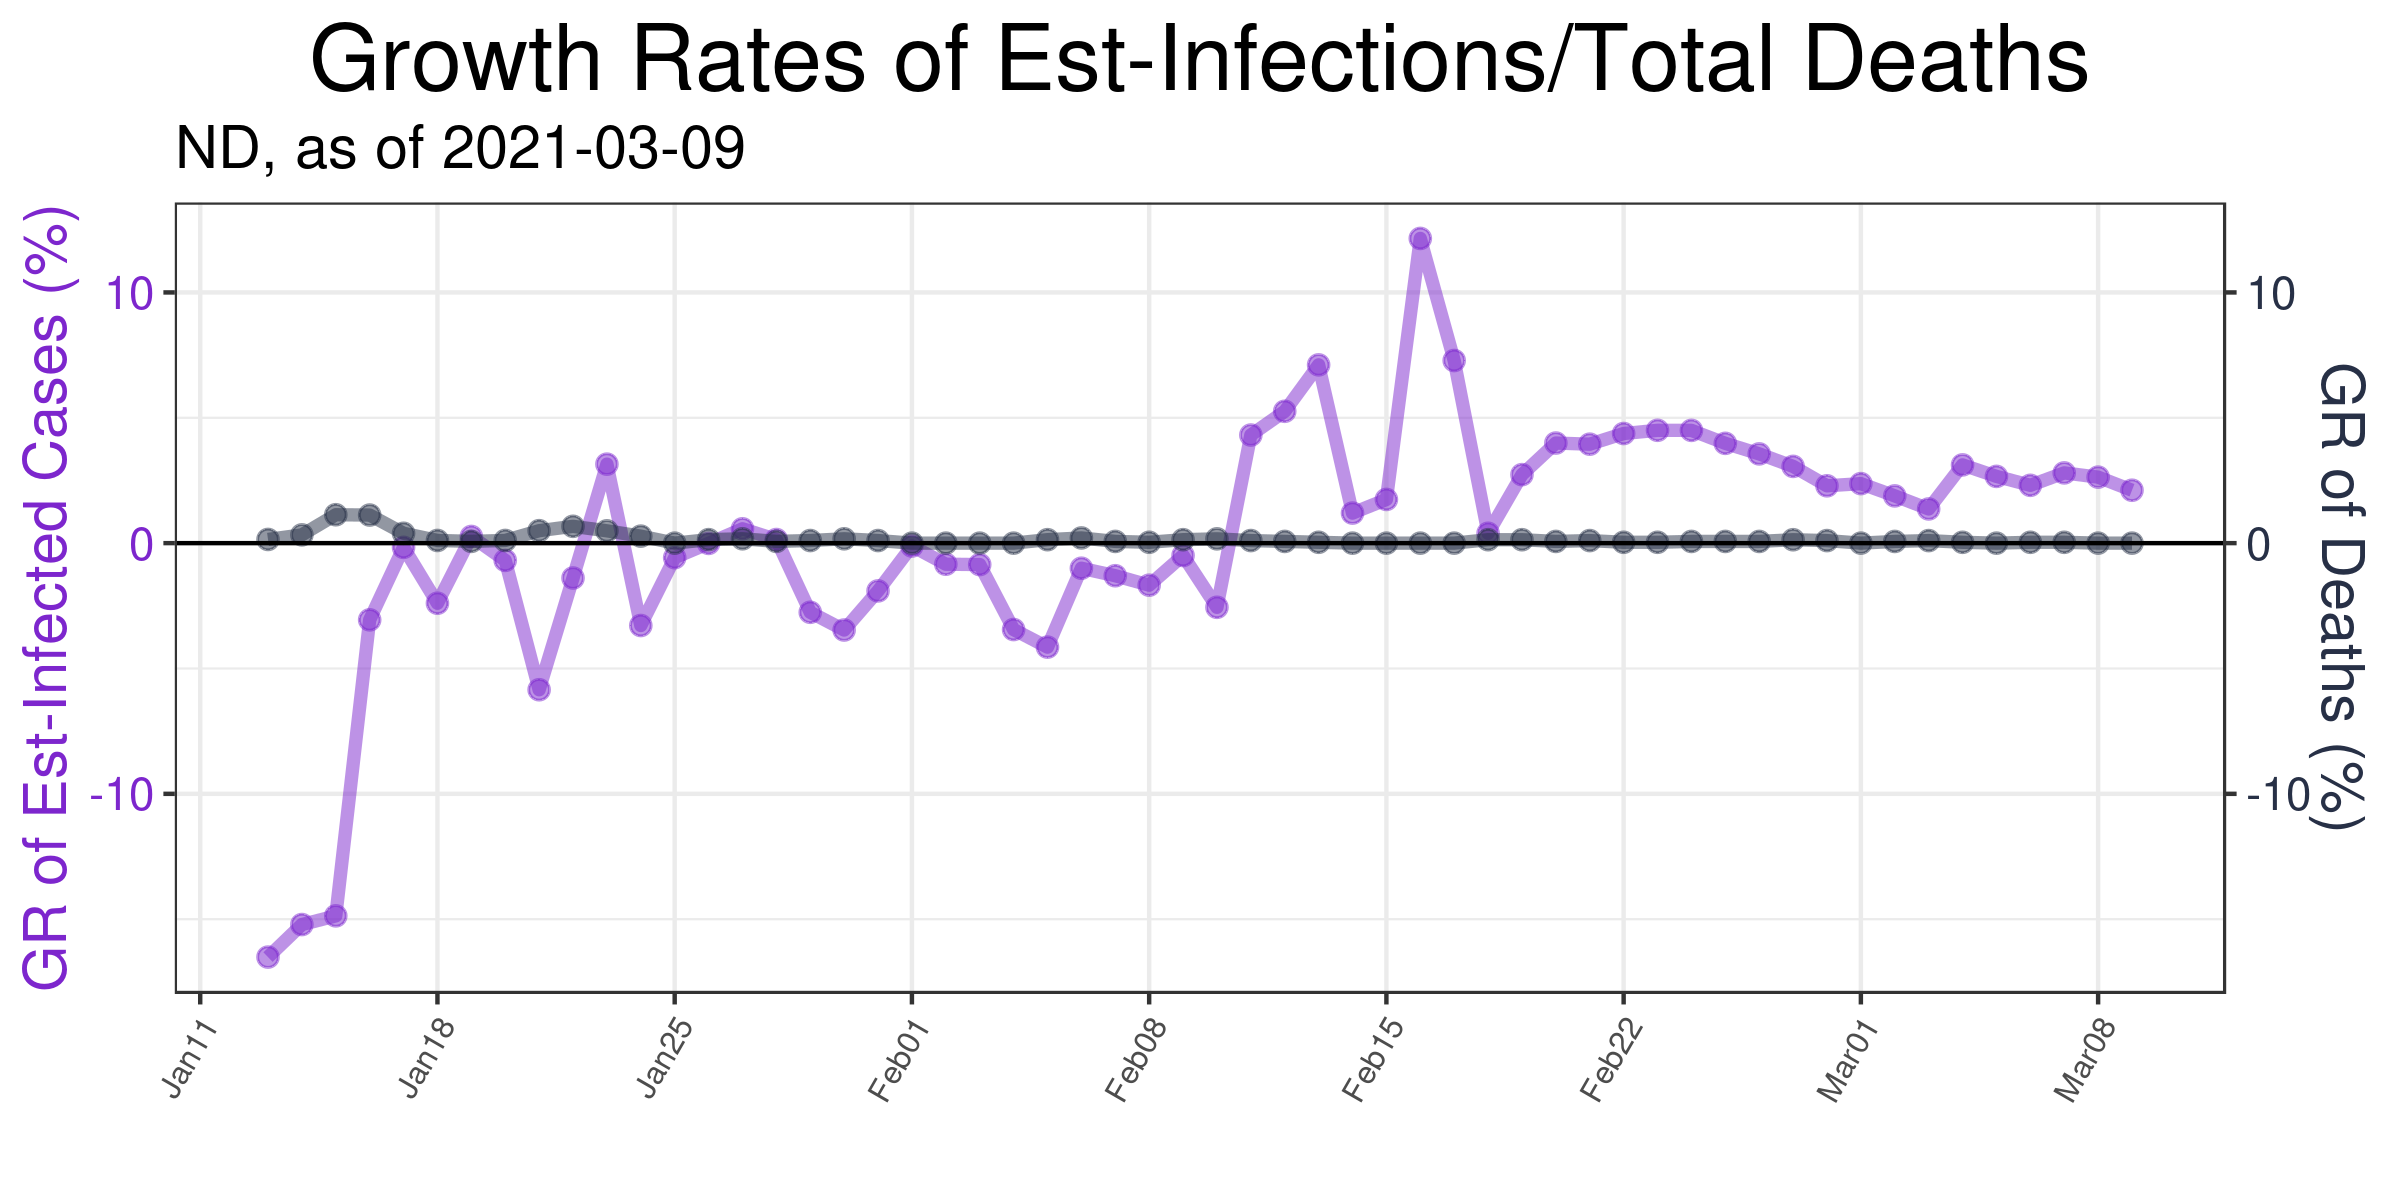 Growth Rates of Est-Infections/Total Deaths
ND, as of 2021-03-09
GR of Est-Infected Cases (%)
10
0
-10
10
0
-10
GR of Deaths (%)
Jan11
Jan18
Jan25
Feb01
Feb08
Feb15
Feb22
Mar01
Mar08